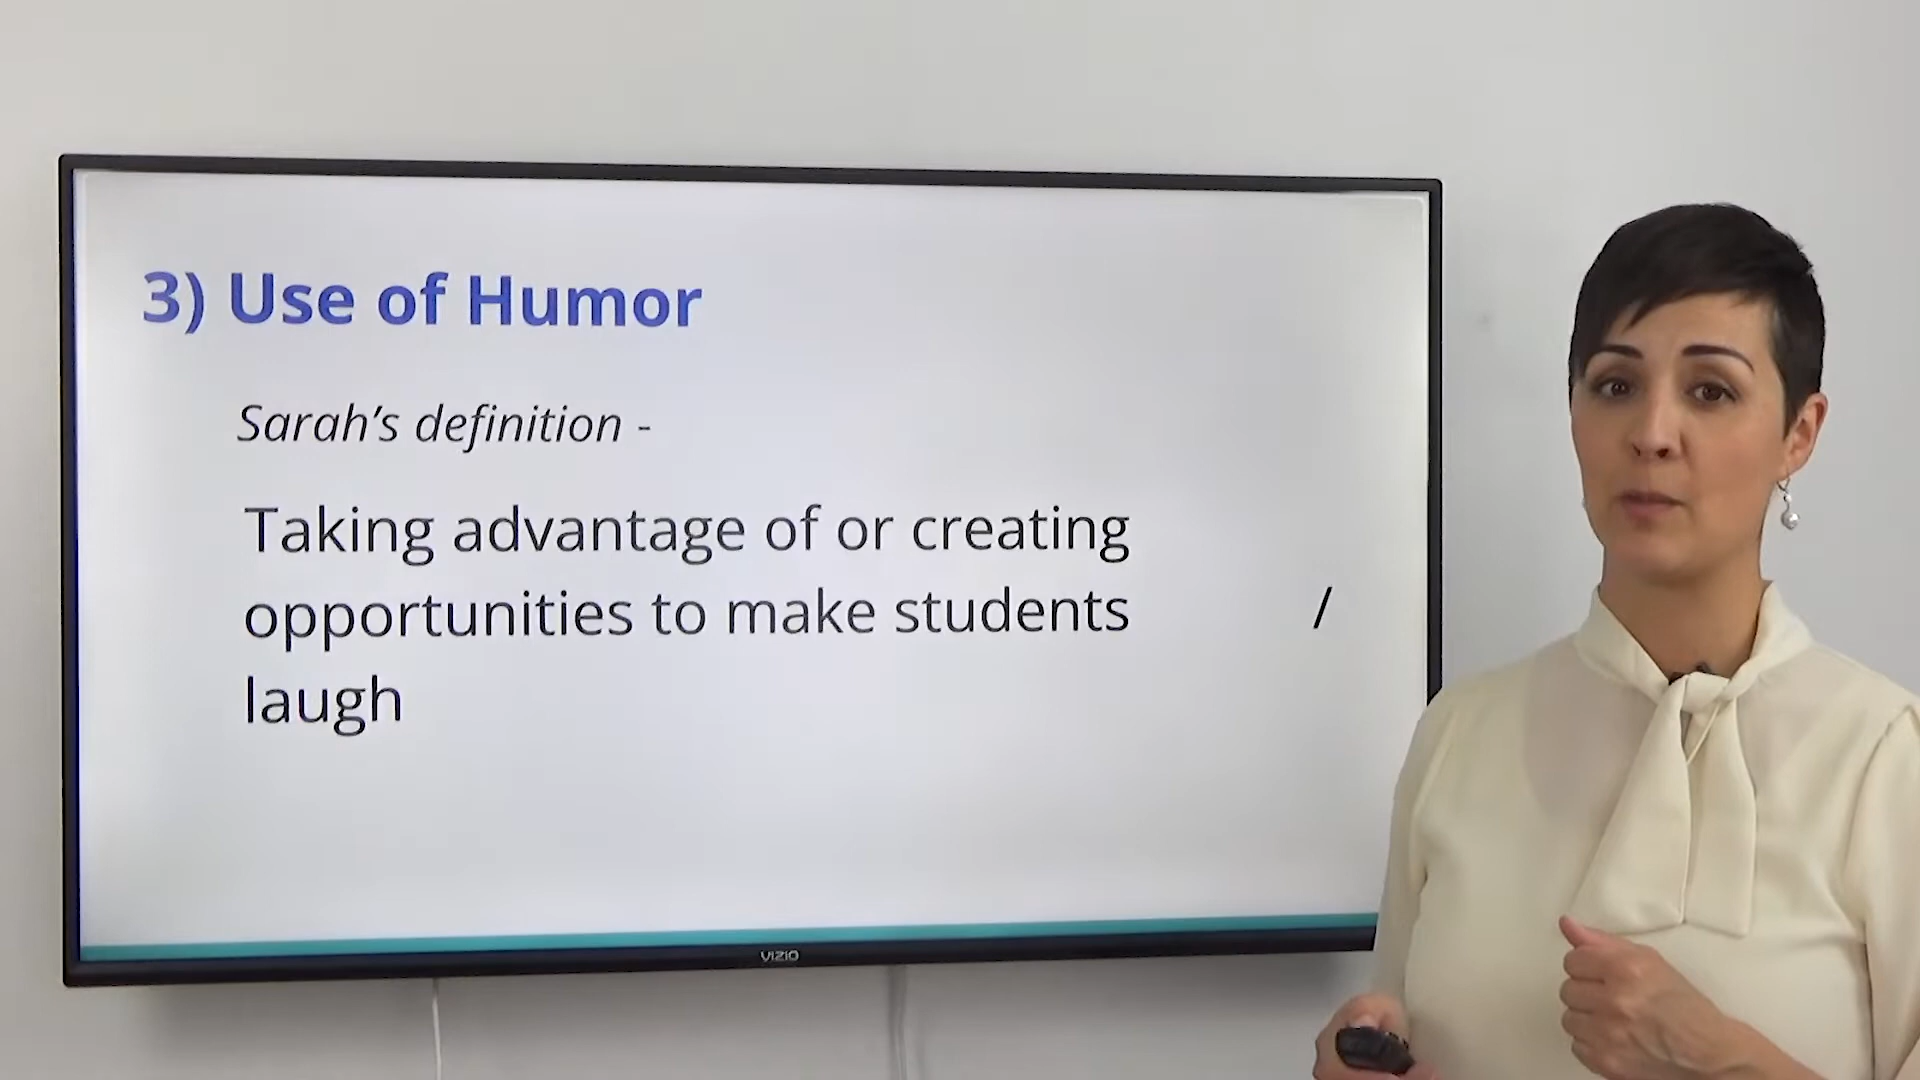 3) Use of Humor
Sarah's definition -
Taking advantage of or creating
opportunities to make students /
laugh
VIZIO